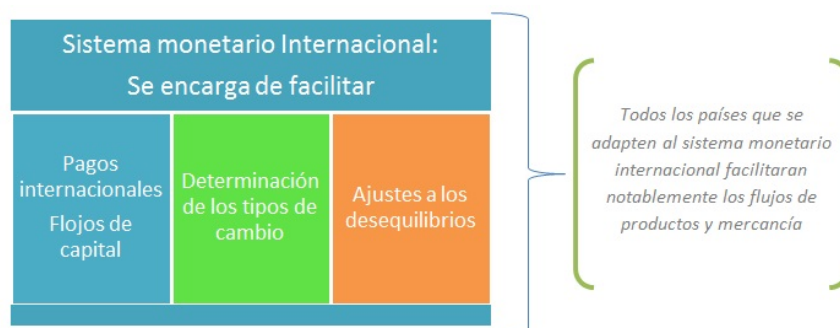 Sistema monetario Internacional:
Se encarga de facilitar
Pagos
internacionales
Flojos de
capital
Determinación
de los tipos de
cambio
Ajustes a los
desequilibrios
Todos los países que se
adapten al sistema monetario
internacional facilitaran
notablemente los flujos de
productos y mercancía